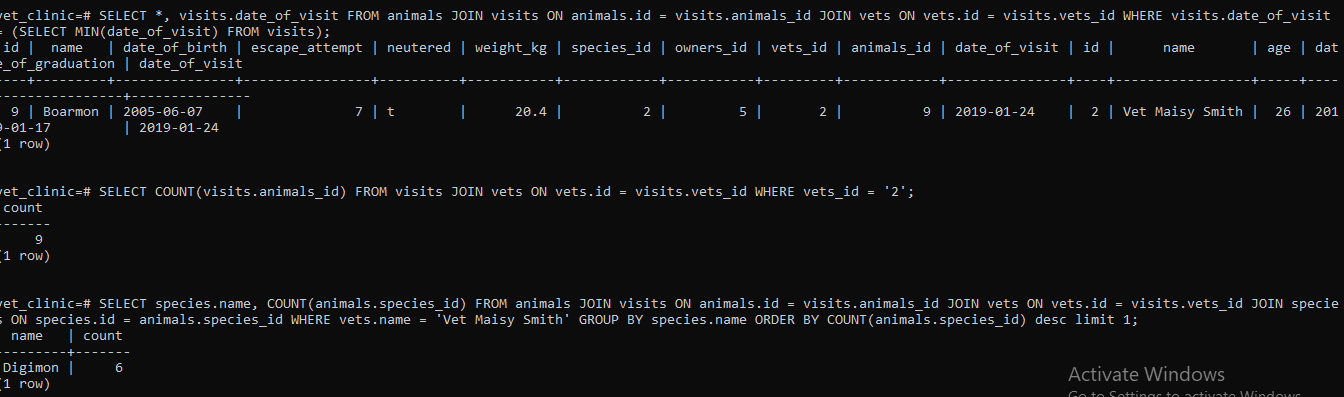 vet_clinic=# SELECT *, visits.date_of_visit FROM animals JOIN visits ON animals.id = visits.animals_id JOIN vets ON vets.id = visits.vets_id WHERE visits.date_of_visit
= (SELECT MIN(date_of_visit) FROM visits);
id | name | date_of_birth | escape_attempt | neutered | weight_kg | species_id | owners_id | vets_id | animals_id | date_of_visit | id | name | age | dat
e_of_graduation | date_of_visit
----+---------+---------------+----------------+----------+-----------+------------+-----------+---------+------------+---------------+----+-----------------+-----+----
----------------+---------------
9 | Boarmon | 2005-06-07 | 7 | t | 20.4 | 2 | 5 | 2 | 9 | 2019-01-24 | 2 | Vet Maisy Smith | 26 | 201
9-01-17 | 2019-01-24
(1 row)
vet_clinic=# SELECT COUNT(visits.animals_id) FROM visits JOIN vets ON vets.id = visits.vets_id WHERE vets_id = '2';
count
-------
9
(1 row)
vet_clinic=# SELECT species.name, COUNT(animals.species_id) FROM animals JOIN visits ON animals.id = visits.animals_id JOIN vets ON vets.id = visits.vets_id JOIN specie
s ON species.id = animals.species_id WHERE vets.name = 'Vet Maisy Smith' GROUP BY species.name ORDER BY COUNT(animals.species_id) desc limit 1;
name | count
---------+-------
Digimon | 6
(1 row)
Activate Windows
Go to Settings to activate Windows.